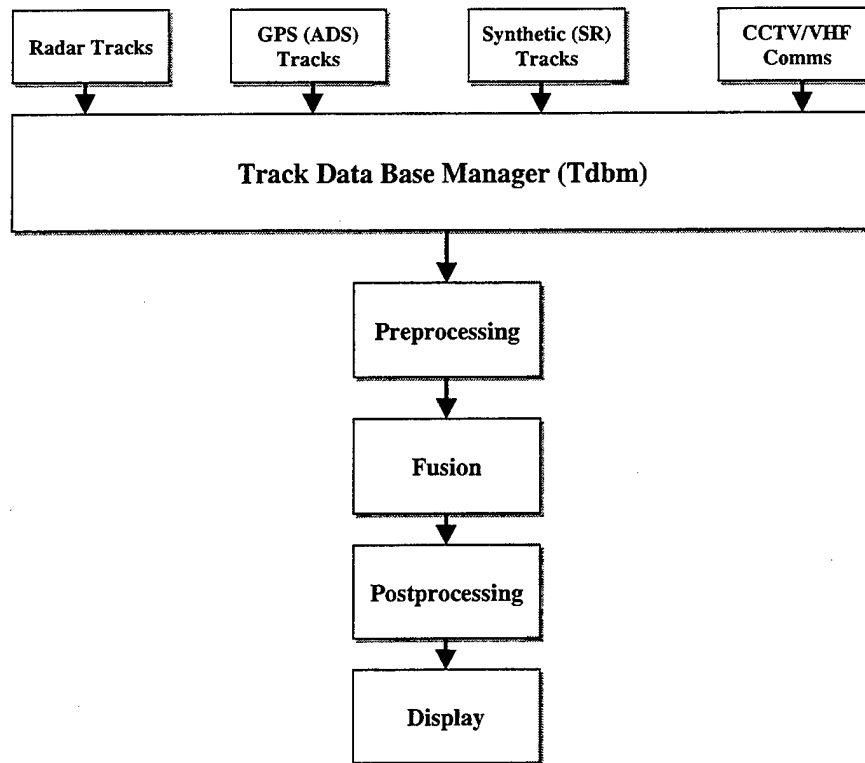 Radar Tracks
GPS (ADS)
Tracks
Synthetic (SR)
Tracks
CCTV/VHF
Comms
Track Data Base Manager (Tdbm)
Preprocessing
Fusion
Postprocessing
Display